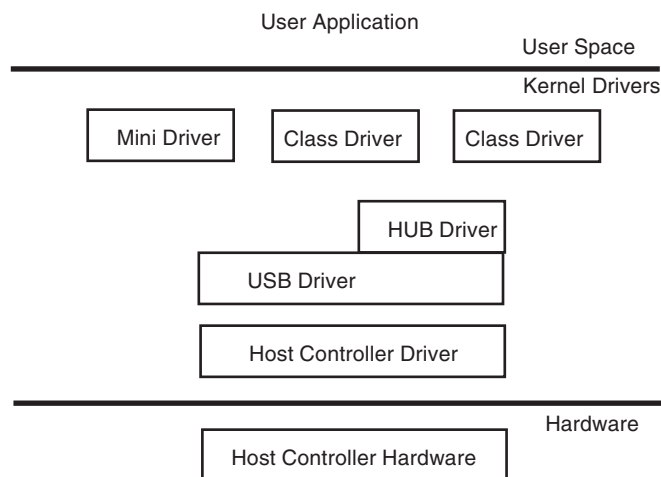 User Application
User Space
Kernel Drivers
Mini Driver
Class Driver
Class Driver
HUB Driver
USB Driver
Host Controller Driver
Hardware
Host Controller Hardware